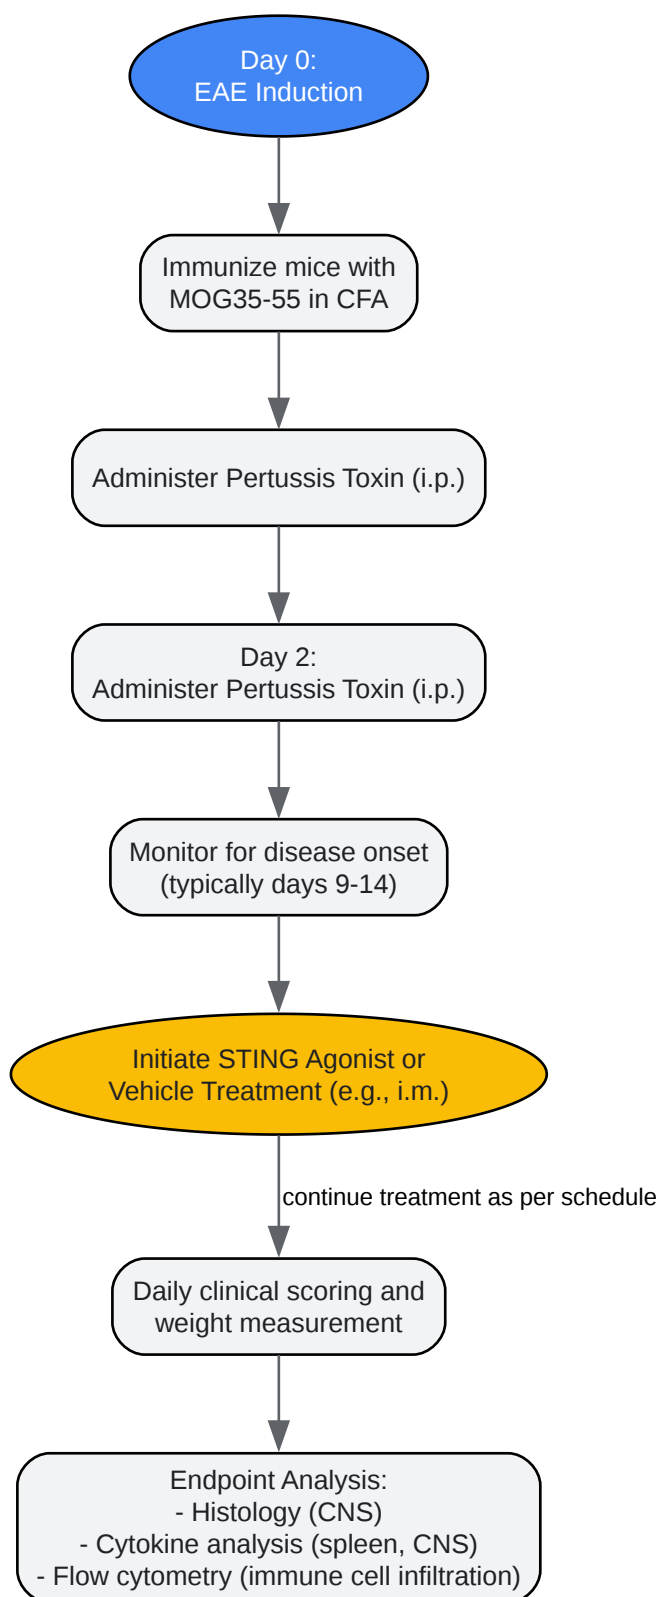 Day 0:
EAE Induction
Immunize mice with
MOG35-55 in CFA
Administer Pertussis Toxin (i.p.)
Day 2:
Administer Pertussis Toxin (i.p.)
Monitor for disease onset
(typically days 9-14)
Initiate STING Agonist or
Vehicle Treatment (e.g., i.m.)
continue treatment as per schedule
Daily clinical scoring and
weight measurement
Endpoint Analysis:
- Histology (CNS)
- Cytokine analysis (spleen, CNS)
- Flow cytometry (immune cell infiltration)